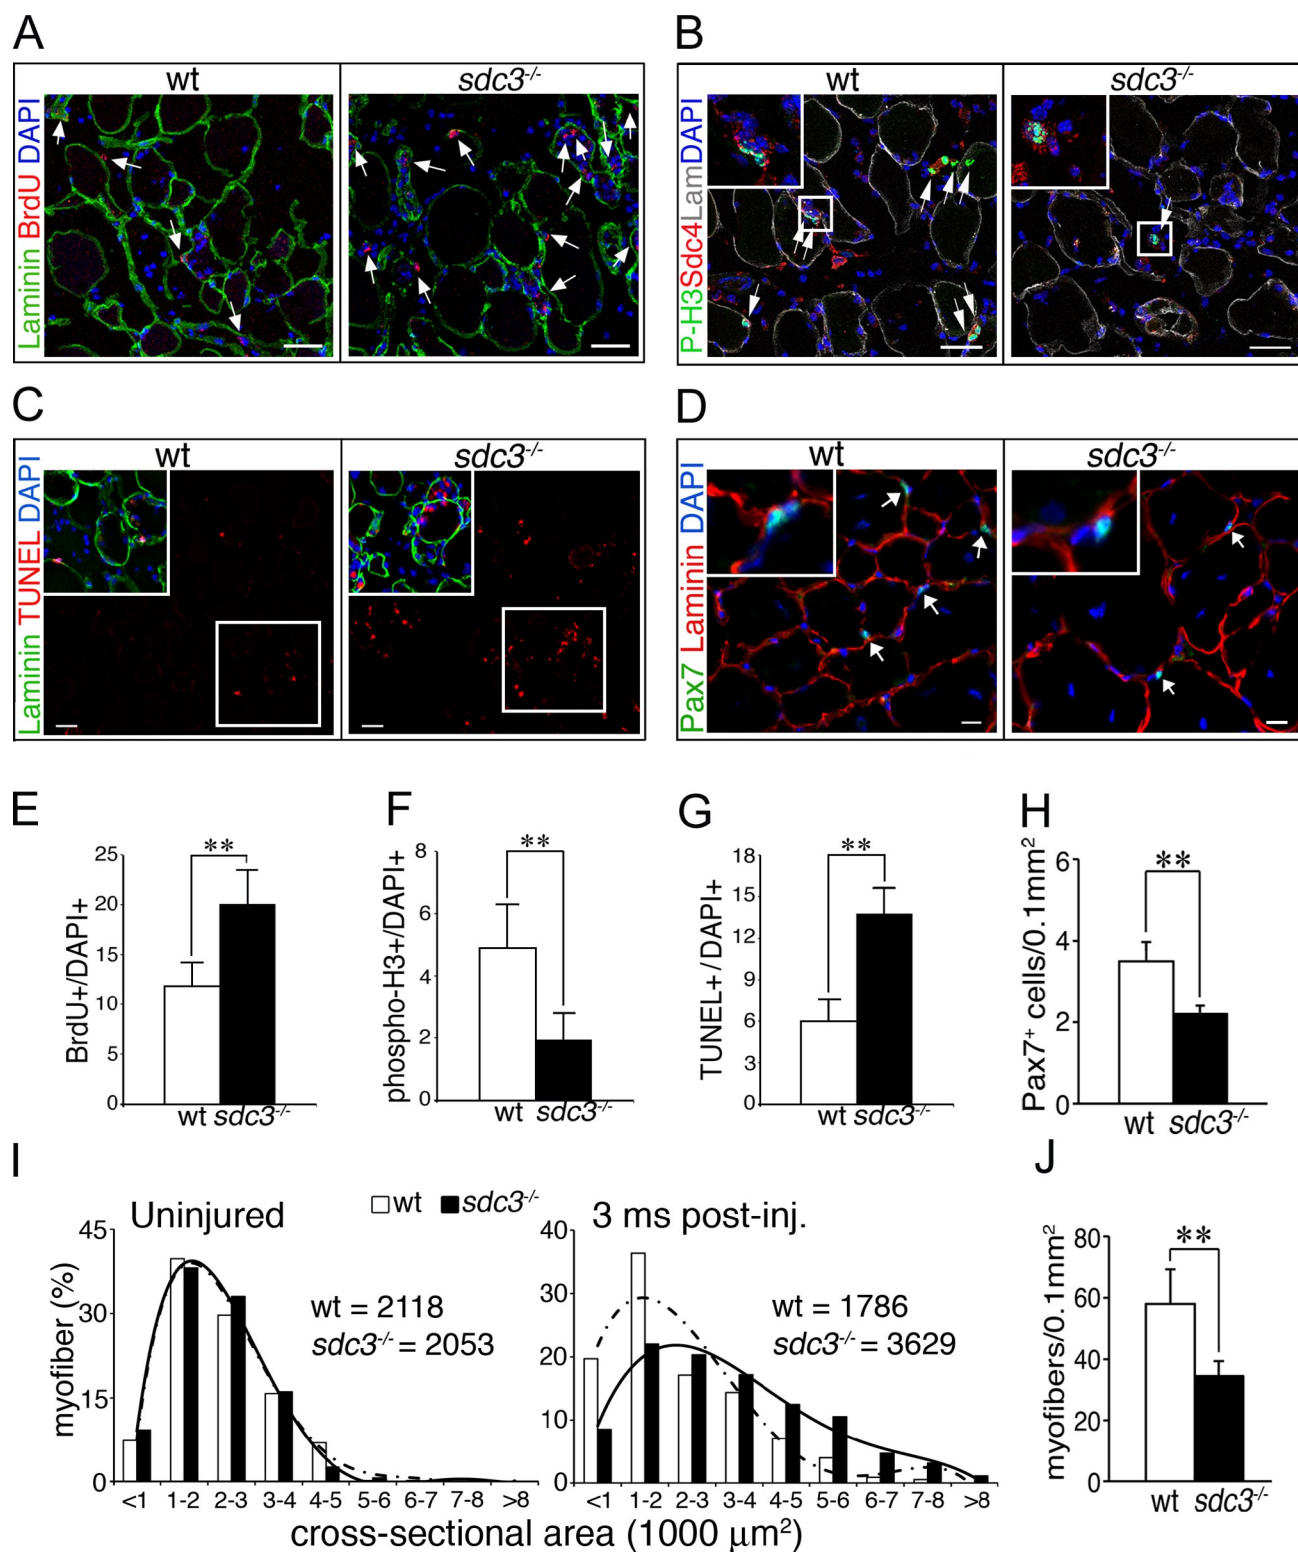 A
B
wt
sdc3-/-
wt
sdc3-/-
Laminin BrdU DAPI
P-H3Sdc4LamDAPI
C
D
wt
sdc3-/-
wt
sdc3-/-
Laminin TUNEL DAPI
Pax7 Laminin DAPI
E
F
G
H
BrdU+/DAPI+
25
20
15
10
5
0
**
wt sdc3-/-
phospho-H3+/DAPI+
8
6
4
2
0
**
wt sdc3-/-
TUNEL+/DAPI+
18
15
12
9
6
3
0
**
wt sdc3-/-
Pax7+ cells/0.1mm2
6
4
2
0
**
wt sdc3-/-
I
J
wt sdc3-/-
Uninjured
myofiber (%)
45
30
15
0
wt = 2118
sdc3-/- = 2053
<1 1-2 2-3 3-4 4-5 5-6 6-7 7-8 >8
3 ms post-inj.
40
30
20
10
0
wt = 1786
sdc3-/- = 3629
<1 1-2 2-3 3-4 4-5 5-6 6-7 7-8 >8
cross-sectional area (1000 μm2)
myofibers/0.1mm2
80
60
40
20
0
**
wt sdc3-/-